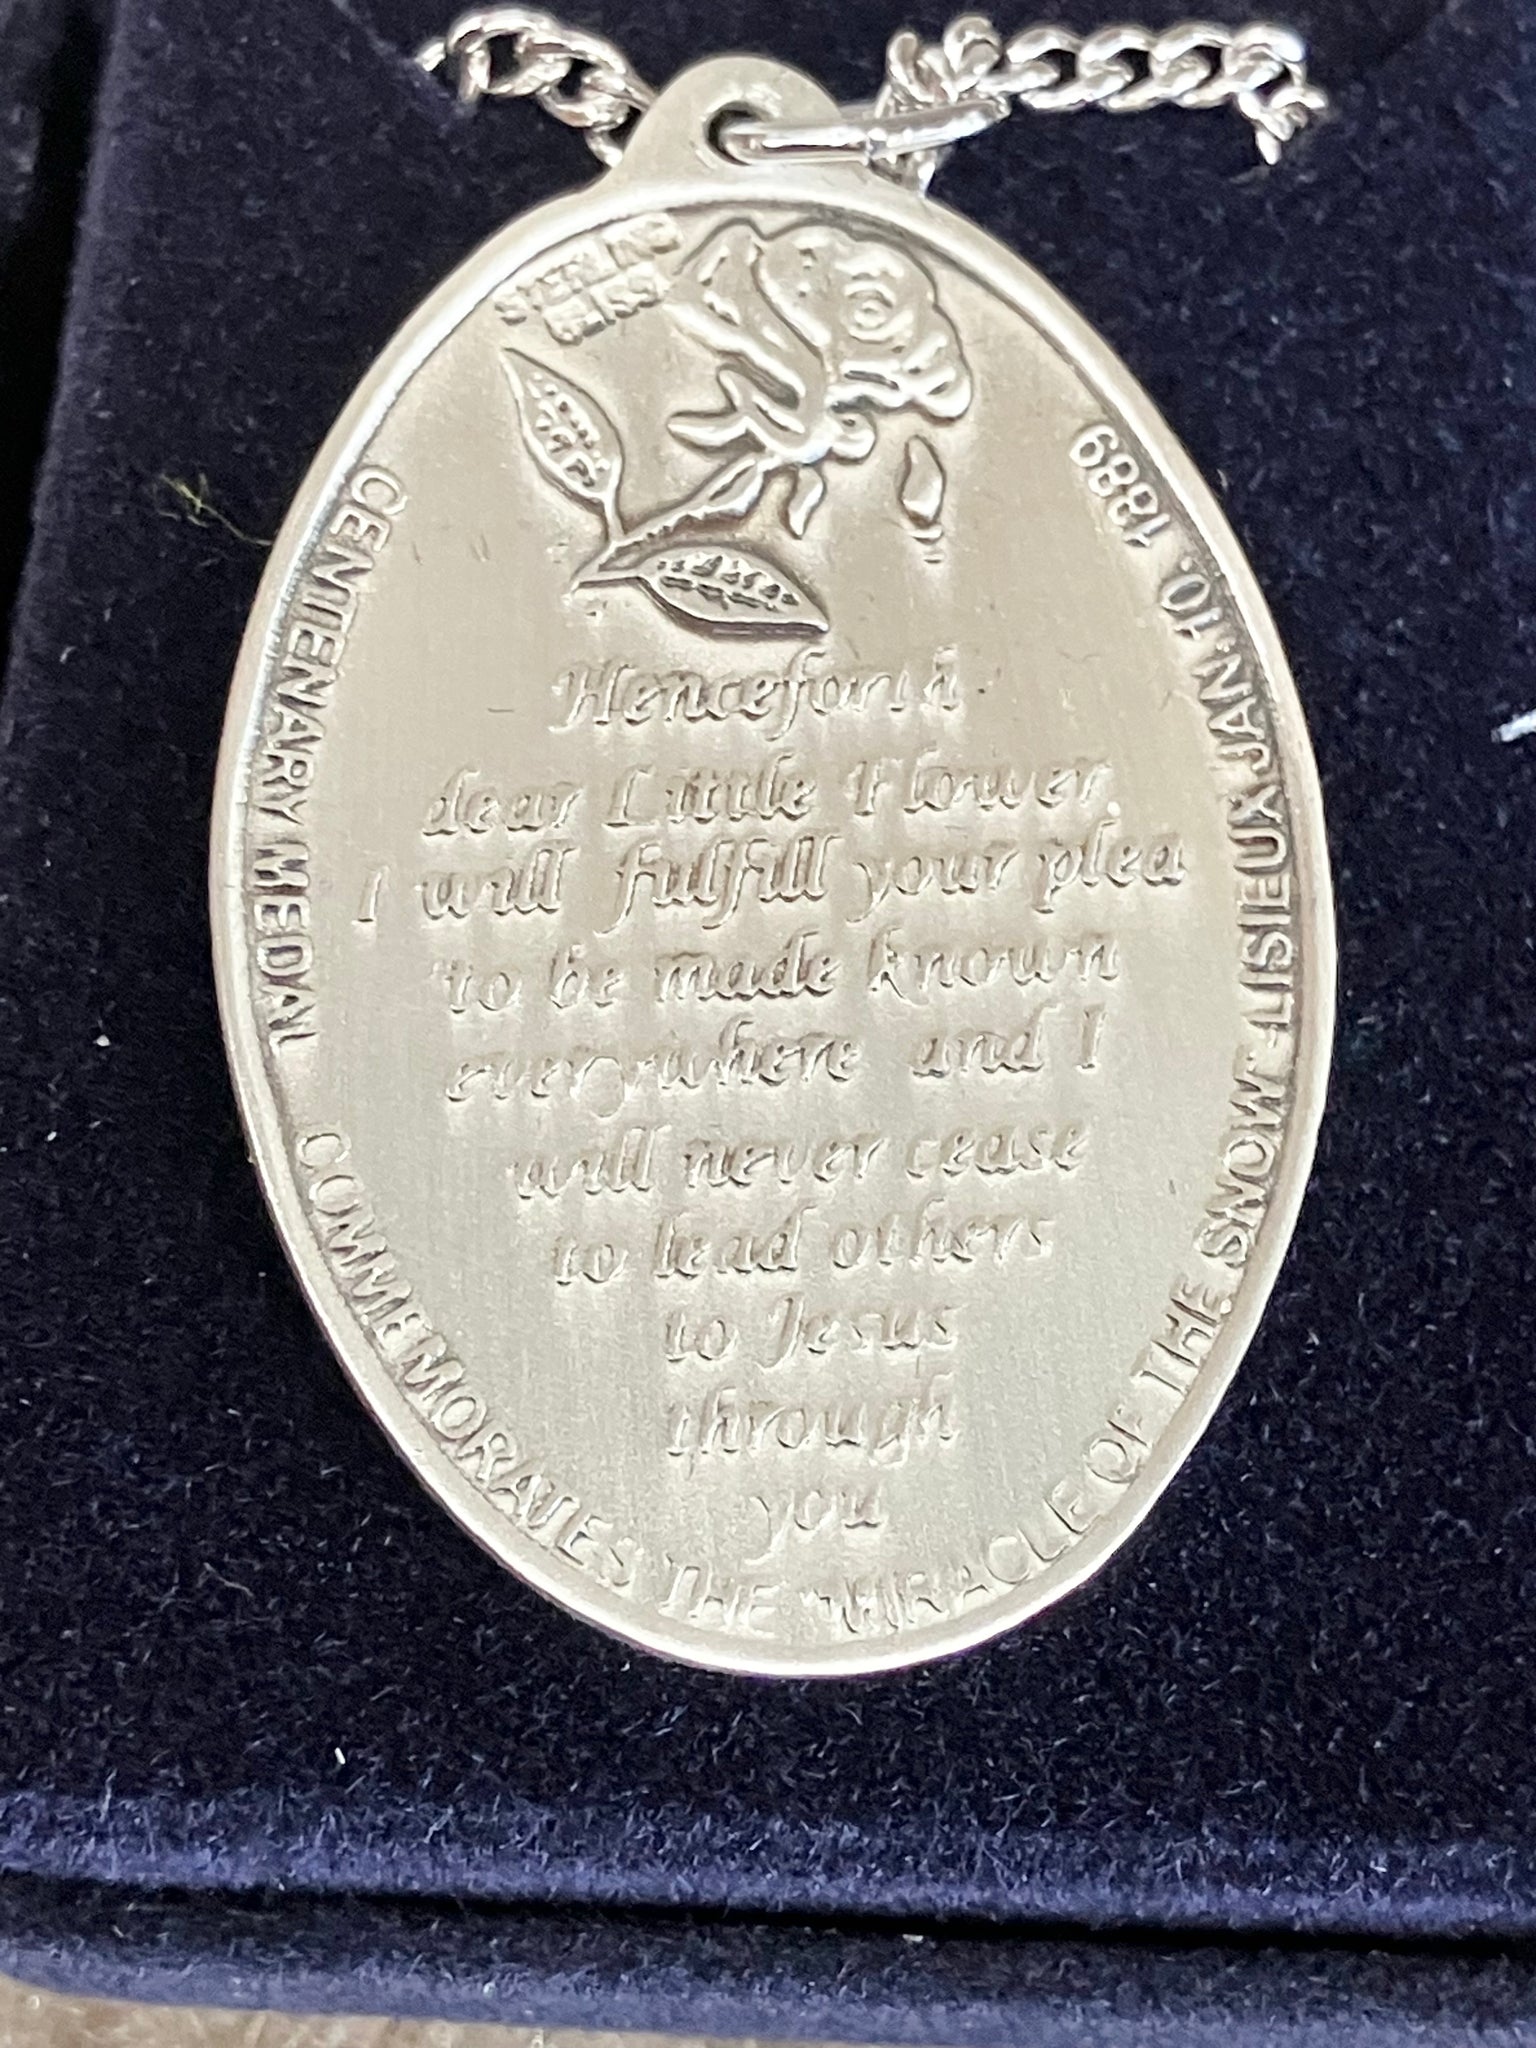 STERLING
Henceforth
dear Little Flower,
I will fulfill your plea
to be made known
everywhere and I
will never cease
to lead others
to Jesus
through
you
CENTENARY MEDAL COMMEMORATES THE "MIRACLE OF THE SNOW" -LISIEUX JAN. 10. 1889